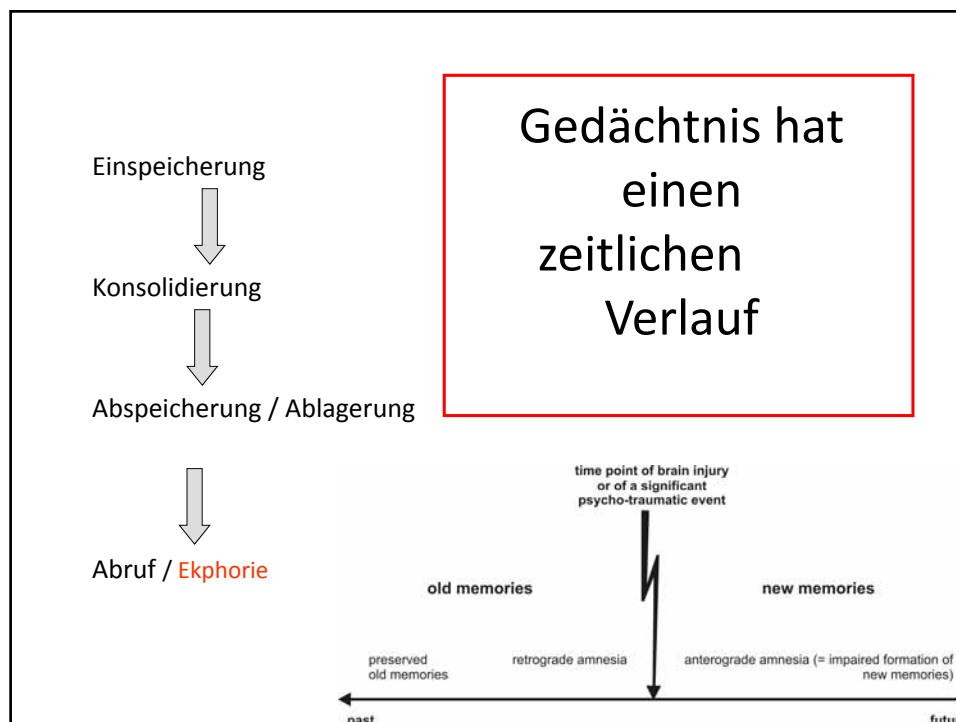 Gedächtnis hat
einen
zeitlichen
Verlauf
Einspeicherung
Konsolidierung
Abspeicherung / Ablagerung
Abruf / Ekphorie
time point of brain injury
or of a significant
psycho-traumatic event
old memories
new memories
preserved
old memories
retrograde amnesia
anterograde amnesia (= impaired formation of
new memories)
past